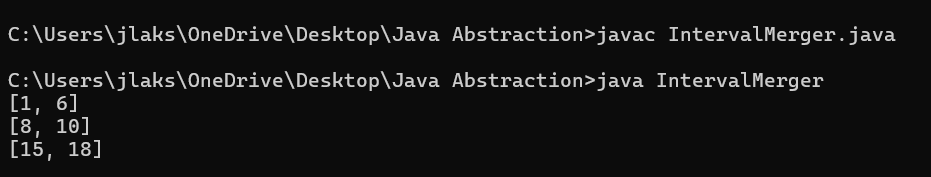 C:\Users\jlaks\OneDrive\Desktop\Java Abstraction>javac IntervalMerger.java
C:\Users\jlaks\OneDrive\Desktop\Java Abstraction>java IntervalMerger
[1, 6]
[8, 10]
[15, 18]